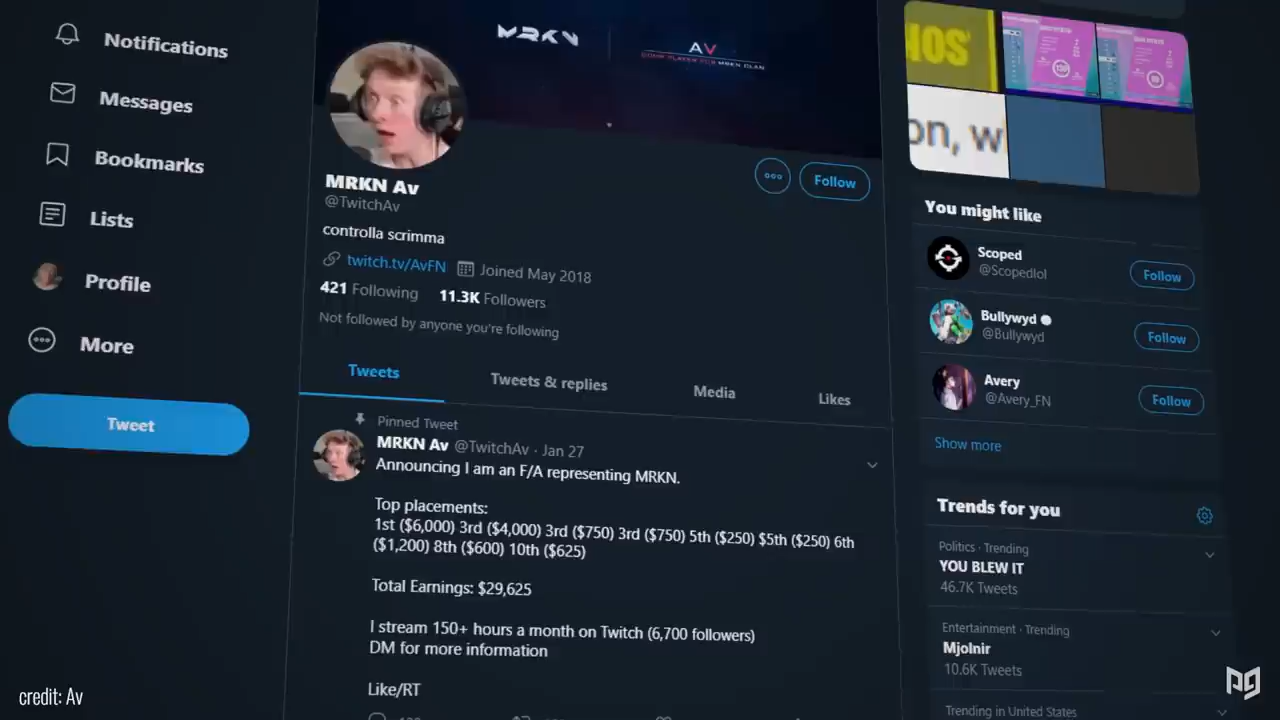 Notifications
Messages
Bookmarks
Lists
Profile
More
Tweet
MRKN
AV
COMP PLAYER FOR MRKN CLAN
MRKN Av
@TwitchAv
Follow
controlla scrimma
twitch.tv/AvFN Joined May 2018
421 Following 11.3K Followers
Not followed by anyone you're following
Tweets Tweets & replies Media Likes
Pinned Tweet
MRKN Av @TwitchAv · Jan 27
Announcing I am an F/A representing MRKN.
Top placements:
1st ($6,000) 3rd ($4,000) 3rd ($750) 3rd ($750) 5th ($250) $5th ($250) 6th
($1,200) 8th ($600) 10th ($625)
Total Earnings: $29,625
I stream 150+ hours a month on Twitch (6,700 followers)
DM for more information
Like/RT
on, w
You might like
Scoped
@Scopedlol
Follow
Bullywyd
@Bullywyd
Follow
Avery
@Avery_FN
Follow
Show more
Trends for you
Politics · Trending
YOU BLEW IT
46.7K Tweets
Entertainment · Trending
Mjolnir
10.6K Tweets
Trending in United States
credit: Av